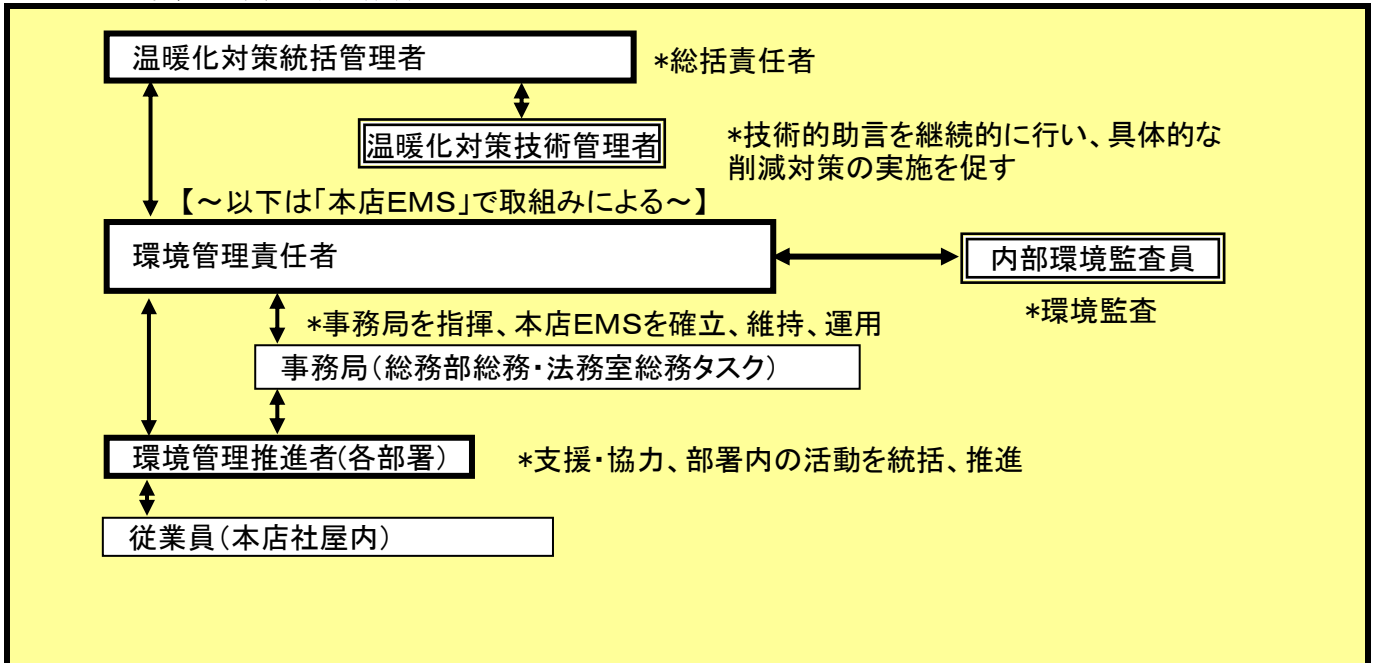 温暖化対策統括管理者
*総括責任者
温暖化対策技術管理者
*技術的助言を継続的に行い、具体的な
削減対策の実施を促す
【～以下は「本店EMS」で取組みによる～】
環境管理責任者
内部環境監査員
*環境監査
*事務局を指揮、本店EMSを確立、維持、運用
事務局(総務部総務・法務室総務タスク)
環境管理推進者(各部署)
*支援・協力、部署内の活動を統括、推進
従業員(本店社屋内)